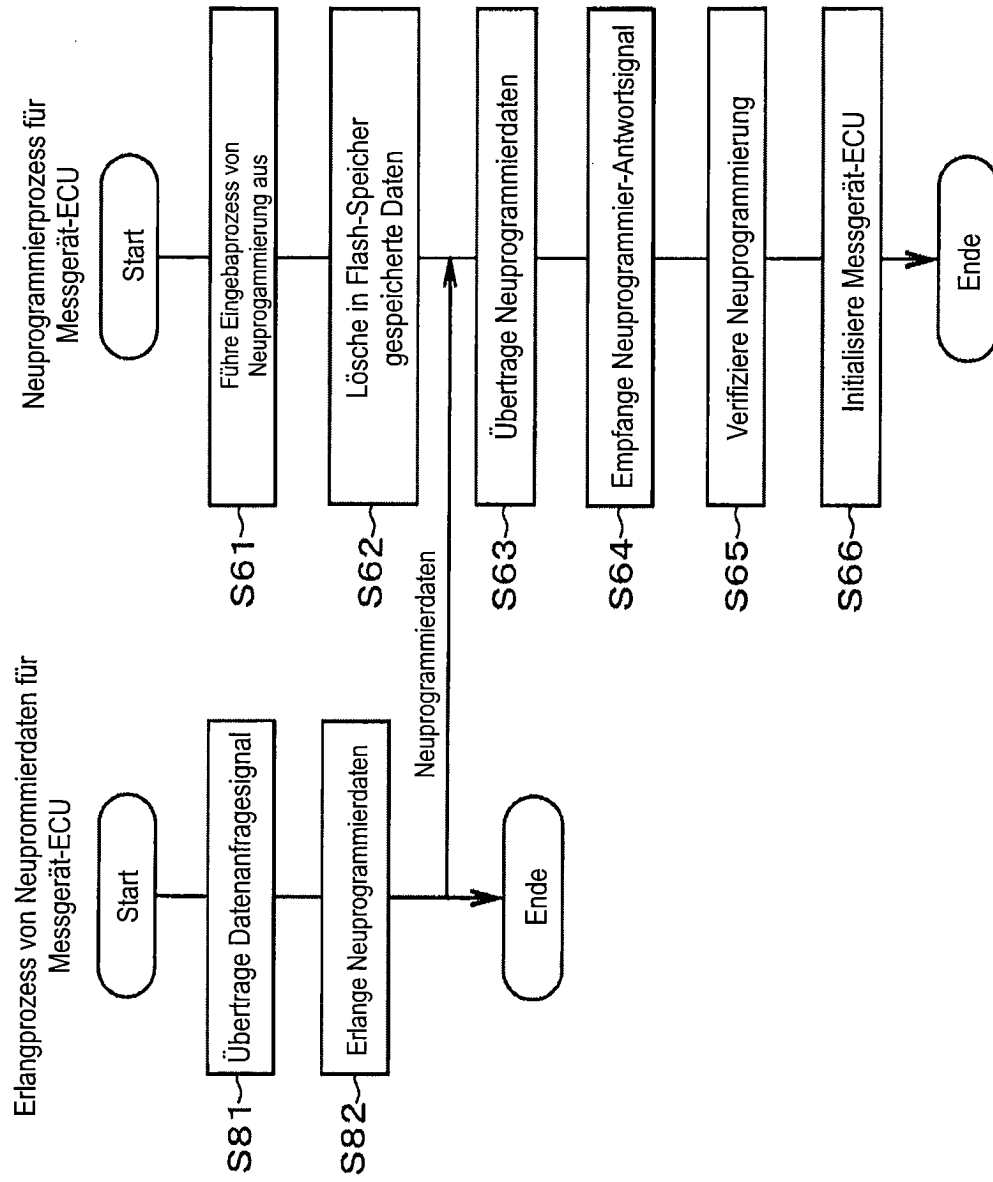 Erlangprozess von Neuprommierdaten für
Messgerät-ECU
Start
S81
Übertrage Datenanfragesignal
S82
Erlange Neuprogrammierdaten
Ende
Neuprogrammierdaten
Neuprogrammierprozess für
Messgerät-ECU
Start
S61
Führe Eingebaprozess von
Neuprogammierung aus
S62
Lösche in Flash-Speicher
gespeicherte Daten
S63
Übertrage Neuprogrammierdaten
S64
Empfange Neuprogrammier-Antwortsignal
S65
Verifiziere Neuprogrammierung
S66
Initialisiere Messgerät-ECU
Ende